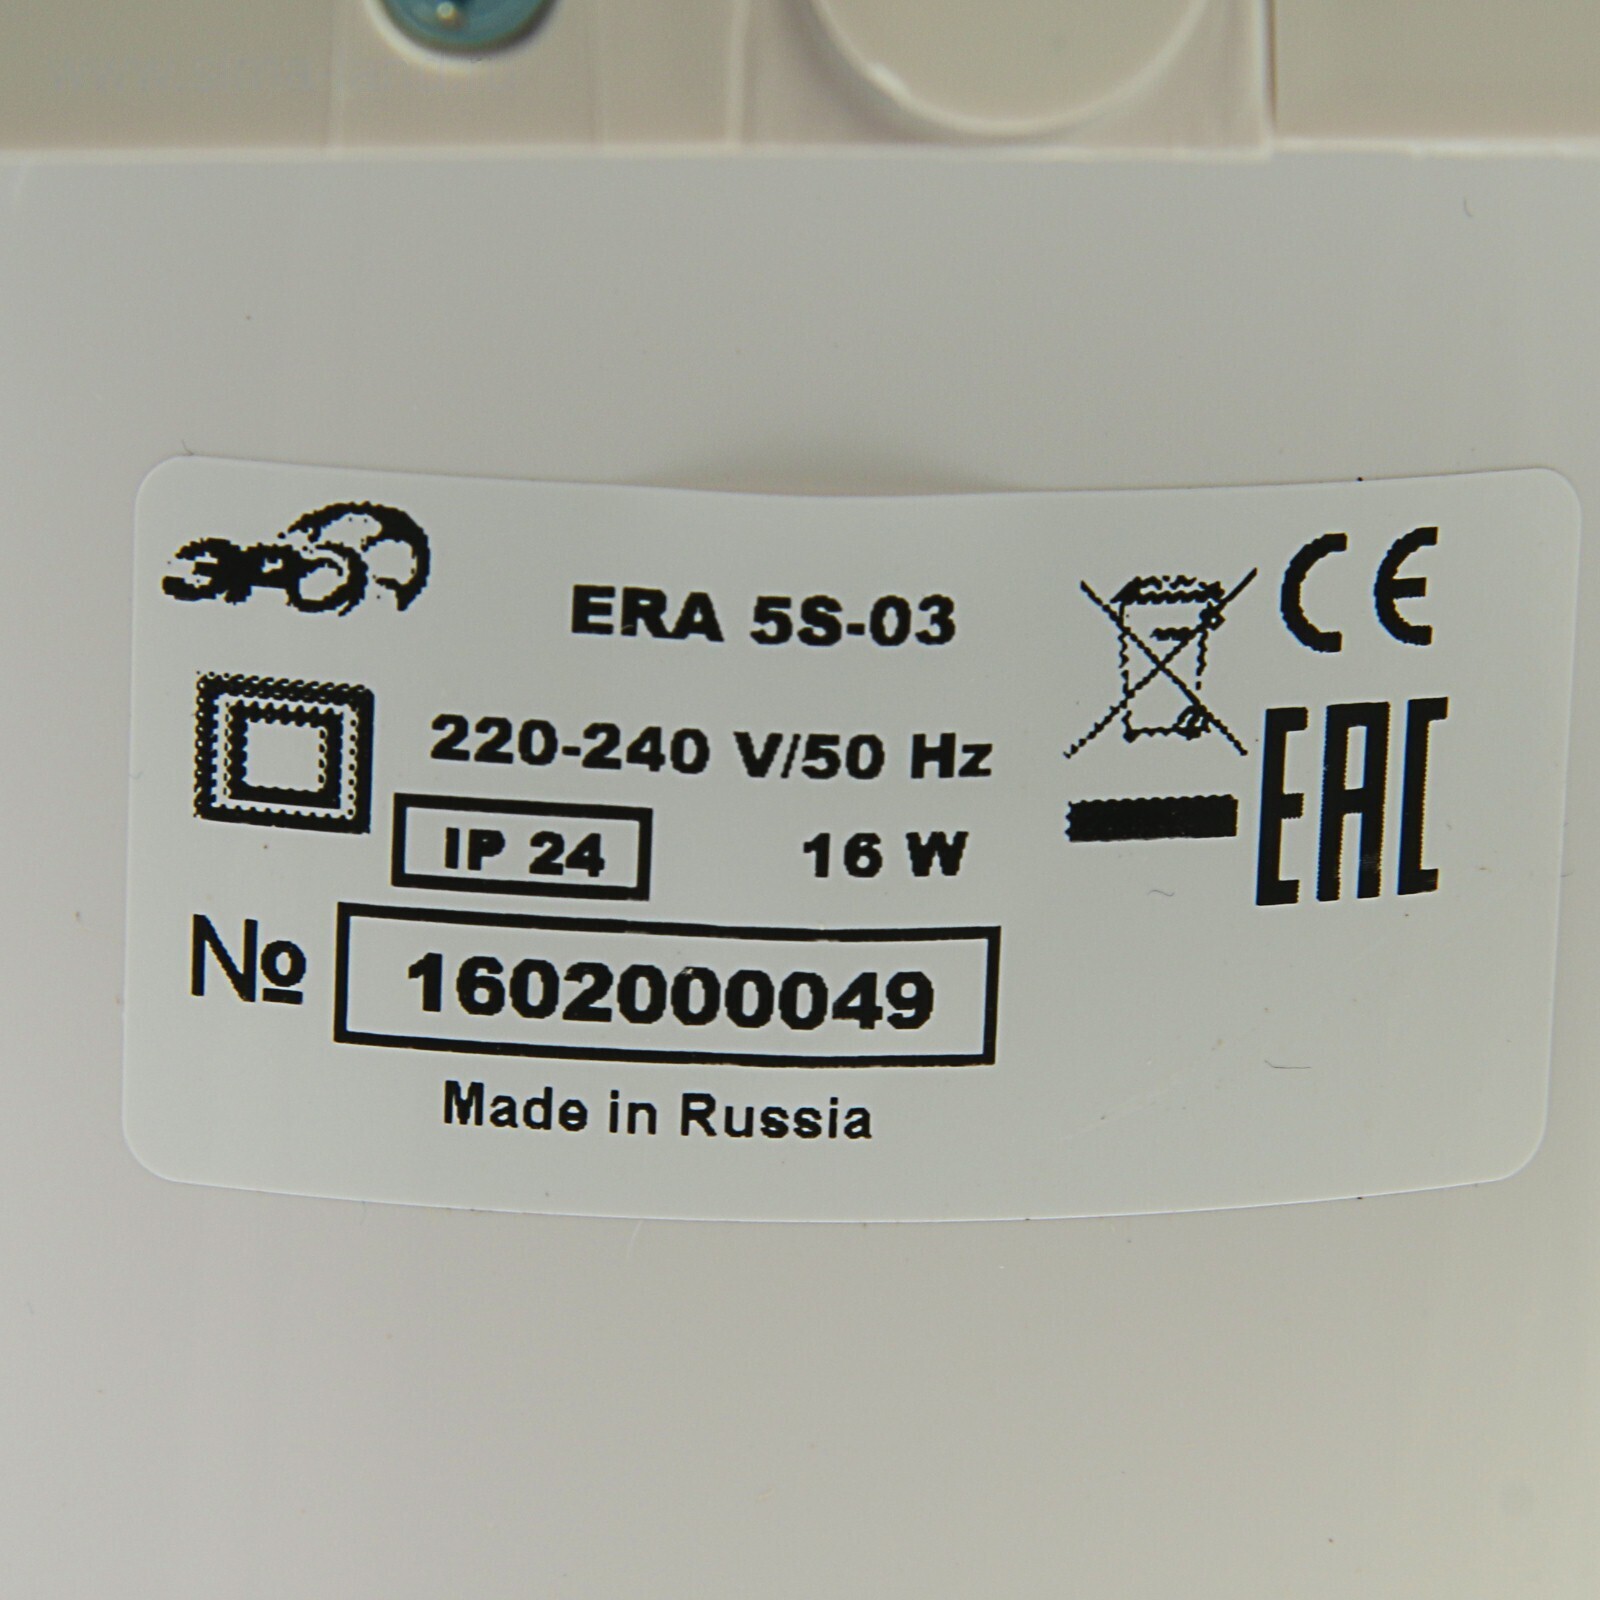 ЭРА
ERA 5S-03
CE
220-240 V/50 Hz
IP 24
16 W
EAC
№ 1602000049
Made in Russia